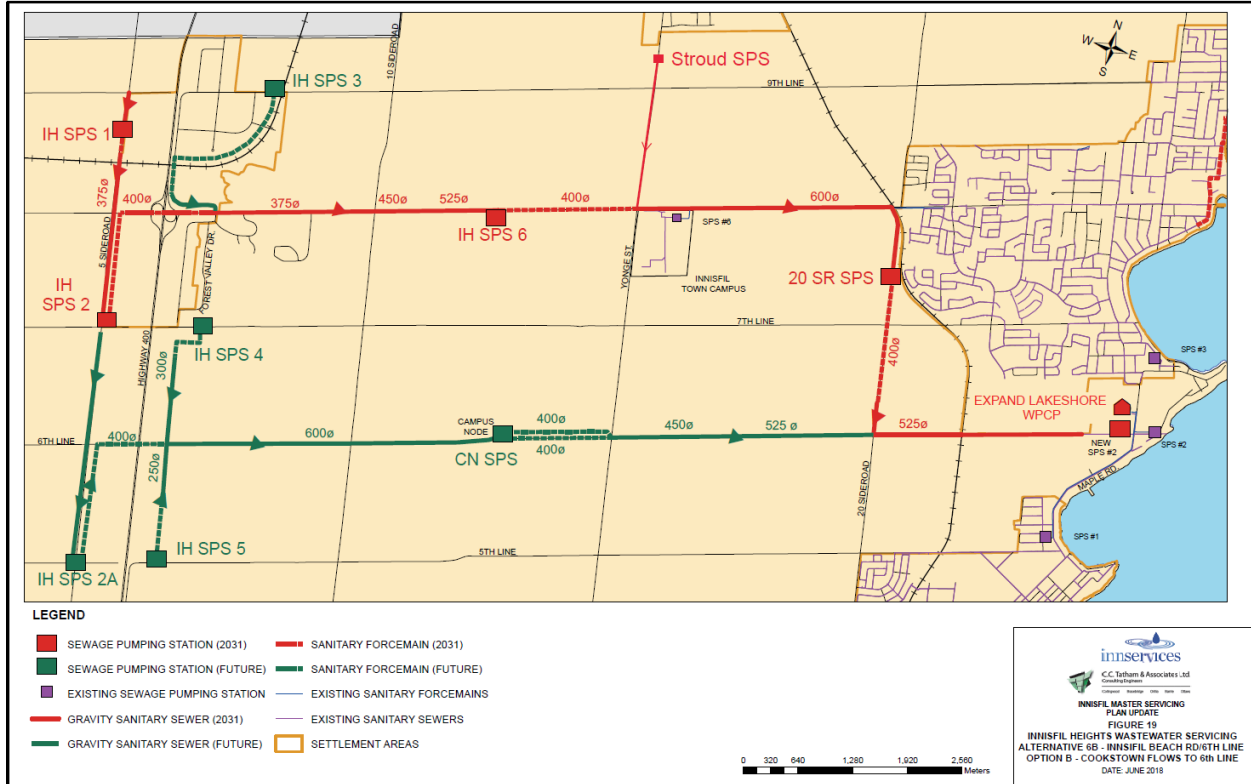 N
W
E
S
10 SIDEROAD
Stroud SPS
IH SPS 3
9TH LINE
IH SPS 1
375ø
400ø
375ø
450ø
525ø
400ø
600ø
IH SPS 6
SPS #6
5 SIDEROAD
FOREST VALLEY DR.
YONGE ST.
INNISFIL
TOWN CAMPUS
20 SR SPS
IH
SPS 2
HIGHWAY 400
7TH LINE
IH SPS 4
300ø
400ø
SPS #3
EXPAND LAKESHORE
WPCP
CAMPUS
NODE
400ø
6TH LINE
400ø
600ø
CN SPS
400ø
450ø
525 ø
525ø
NEW
SPS #2
SPS #2
250ø
20 SIDEROAD
MAPLE RD.
SPS #1
IH SPS 5
5TH LINE
IH SPS 2A
LEGEND
SEWAGE PUMPING STATION (2031)
SANITARY FORCEMAIN (2031)
SEWAGE PUMPING STATION (FUTURE)
SANITARY FORCEMAIN (FUTURE)
EXISTING SEWAGE PUMPING STATION
EXISTING SANITARY FORCEMAINS
GRAVITY SANITARY SEWER (2031)
EXISTING SANITARY SEWERS
GRAVITY SANITARY SEWER (FUTURE)
SETTLEMENT AREAS
0 320 640 1,280 1,920 2,560
Meters
innservices
C.C. Tatham & Associates Ltd
Consulting Engineers
INNISFIL MASTER SERVICING
PLAN UPDATE
FIGURE 19
INNISFIL HEIGHTS WASTEWATER SERVICING
ALTERNATIVE 6B - INNSIFIL BEACH RD/6TH LINE
OPTION B - COOKSTOWN FLOWS TO 6th LINE
DATE: JUNE 2018